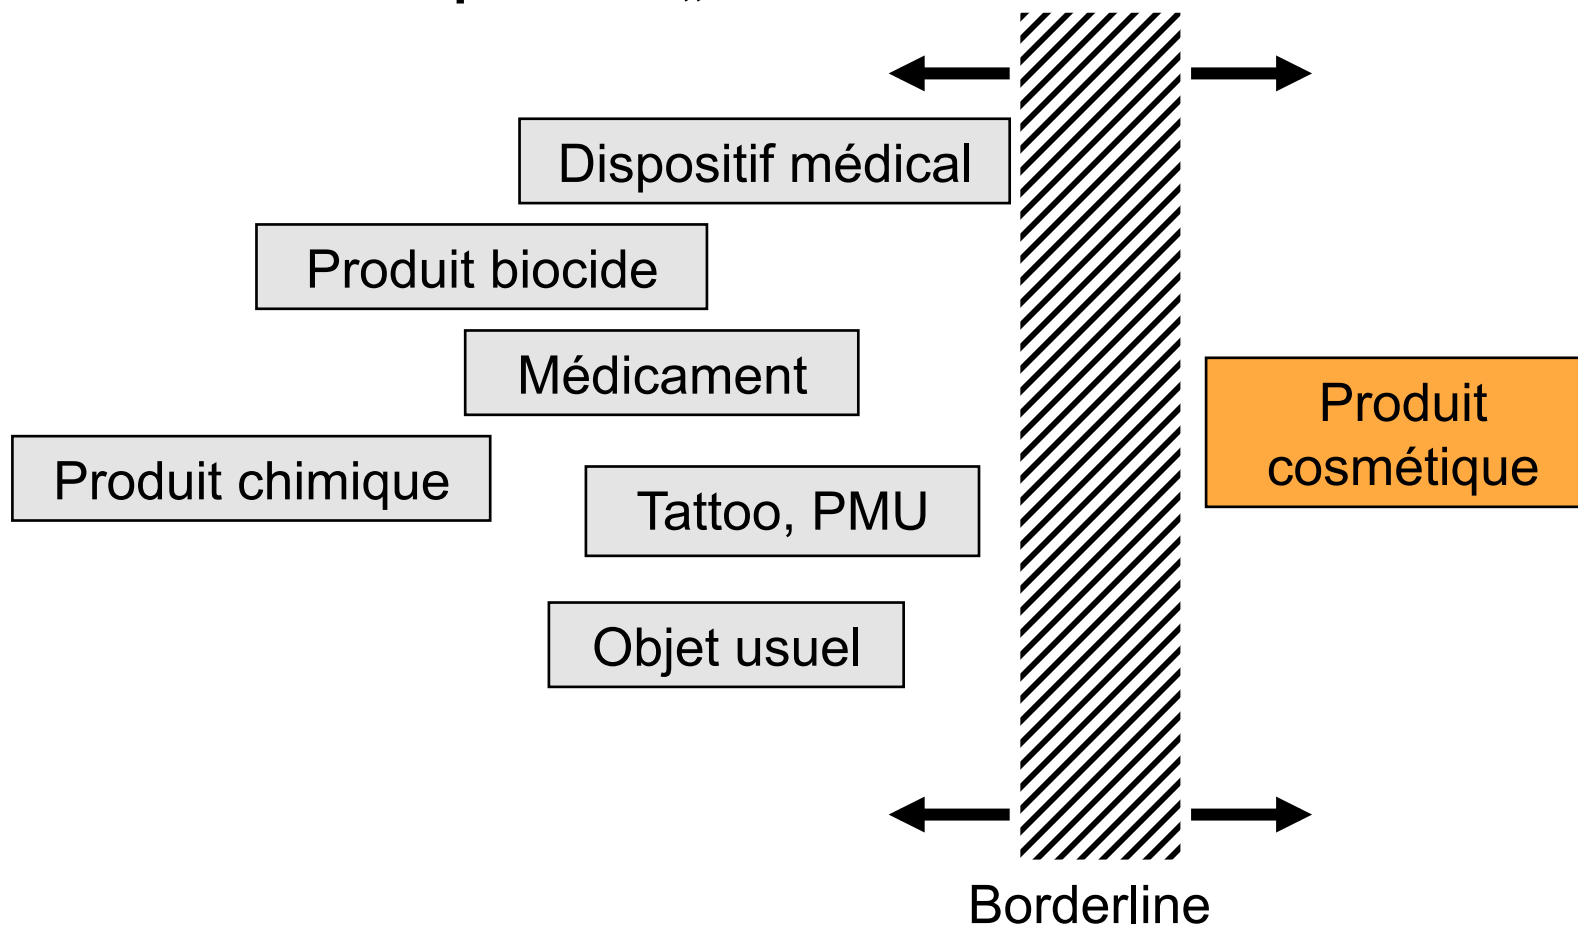 Dispositif médical
Produit biocide
Médicament
Produit
cosmétique
Produit chimique
Tattoo, PMU
Objet usuel
Borderline